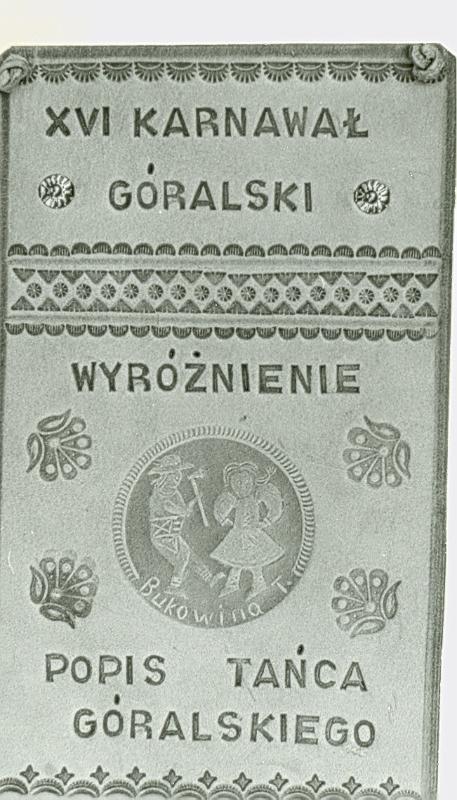 XVI KARNAWAŁ
GÓRALSKI
WYRÓŻNIENIE
Bukowina T.
POPIS TAŃCA
GÓRALSKIEGO